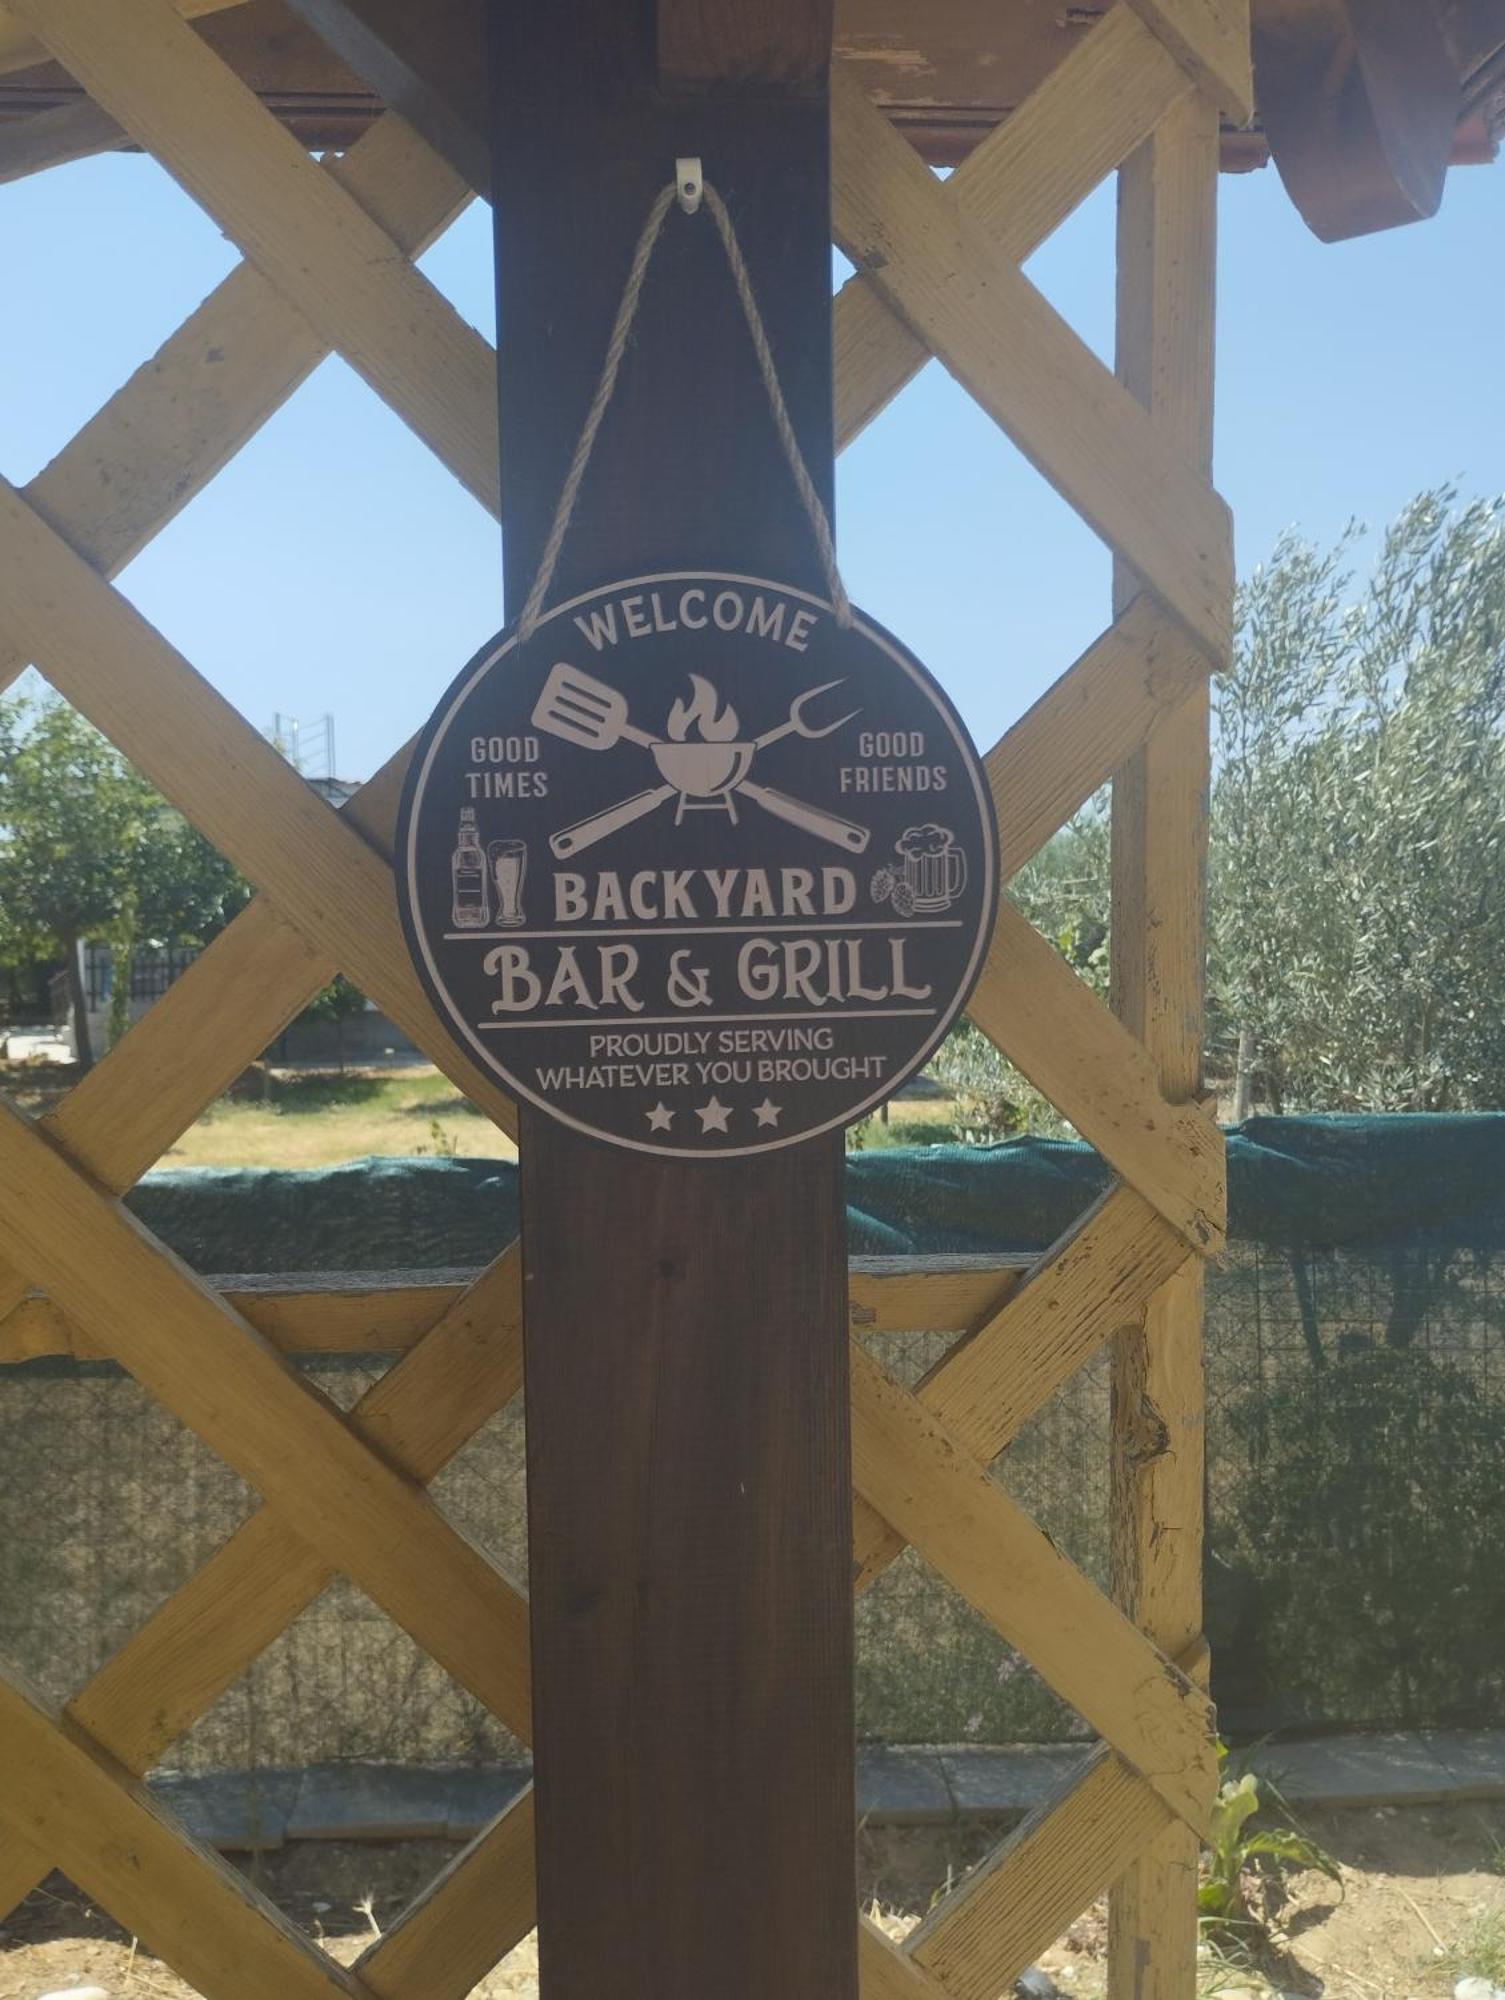 WELCOME
GOOD
TIMES
GOOD
FRIENDS
BACKYARD
BAR & GRILL
PROUDLY SERVING
WHATEVER YOU BROUGHT